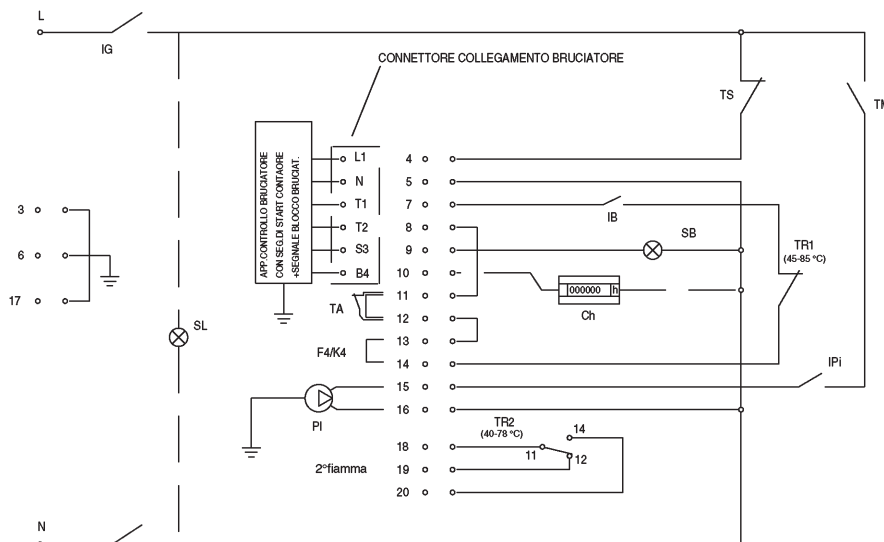 L
IG
CONNETTORE COLLEGAMENTO BRUCIATORE
TS
TM
APP.CONTROLLO BRUCIATORE
CON SEG.DI START CONTAORE
+SEGNALE BLOCCO BRUCIAT.
L1
4
N
5
T1
7
IB
3
T2
8
S3
9
SB
TR1
(45-85 °C)
6
B4
10
000000 h
17
11
TA
12
Ch
SL
13
F4/K4
14
IPi
15
PI
16
TR2
(40-78 °C)
14
18
11
12
2°fiamma
19
20
N